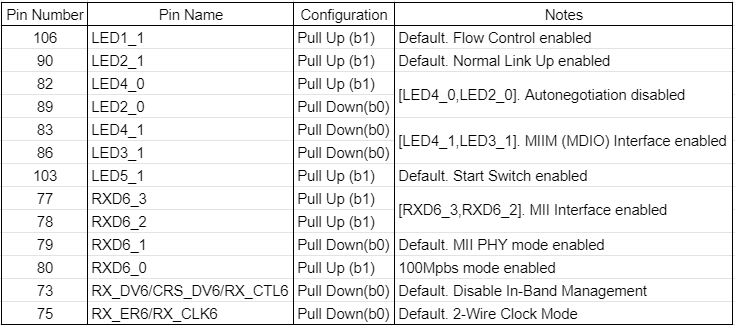 Pin Number Pin Name Configuration Notes
106 LED1_1 Pull Up (b1) Default. Flow Control enabled
90 LED2_1 Pull Up (b1) Default. Normal Link Up enabled
82 LED4_0 Pull Up (b1) [LED4_0,LED2_0]. Autonegotiation disabled
89 LED2_0 Pull Down(b0)
83 LED4_1 Pull Down(b0) [LED4_1,LED3_1]. MIIM (MDIO) Interface enabled
86 LED3_1 Pull Down(b0)
103 LED5_1 Pull Up (b1) Default. Start Switch enabled
77 RXD6_3 Pull Up (b1) [RXD6_3,RXD6_2]. MII Interface enabled
78 RXD6_2 Pull Up (b1)
79 RXD6_1 Pull Down(b0) Default. MII PHY mode enabled
80 RXD6_0 Pull Up (b1) 100Mpbs mode enabled
73 RX_DV6/CRS_DV6/RX_CTL6 Pull Down(b0) Default. Disable In-Band Management
75 RX_ER6/RX_CLK6 Pull Down(b0) Default. 2-Wire Clock Mode